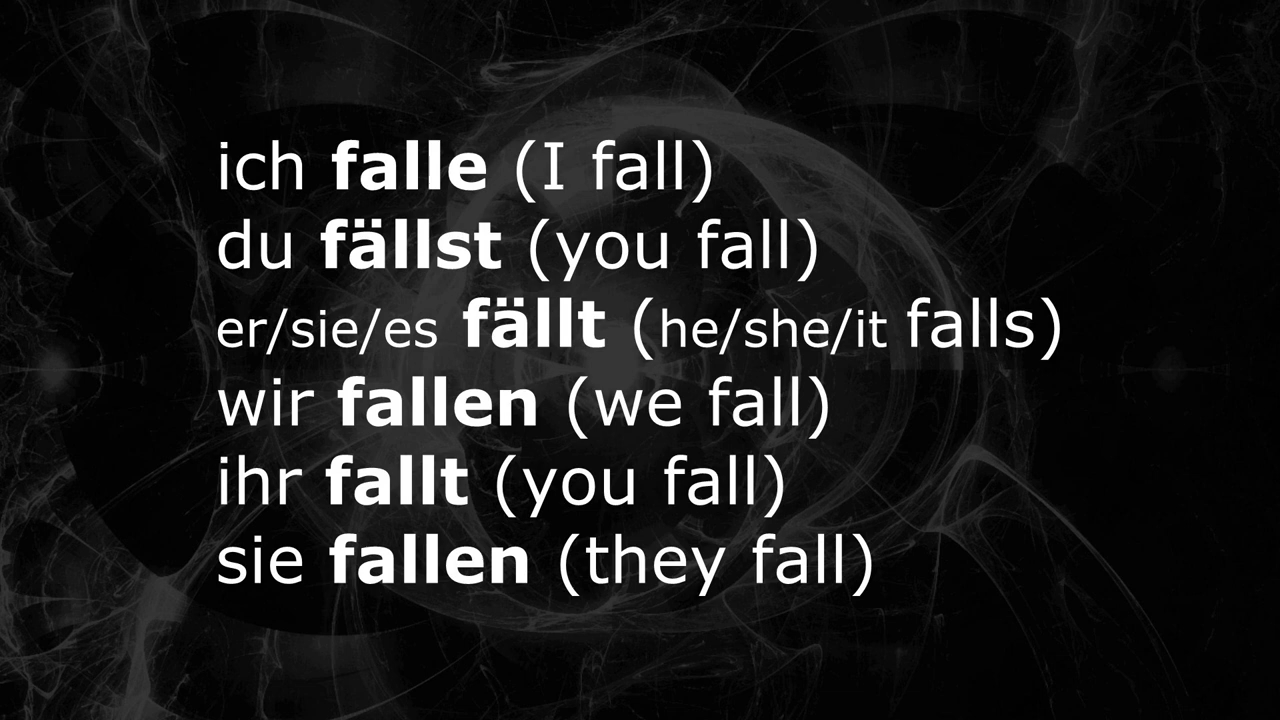 ich falle (I fall)
du fällst (you fall)
er/sie/es fällt (he/she/it falls)
wir fallen (we fall)
ihr fallt (you fall)
sie fallen (they fall)